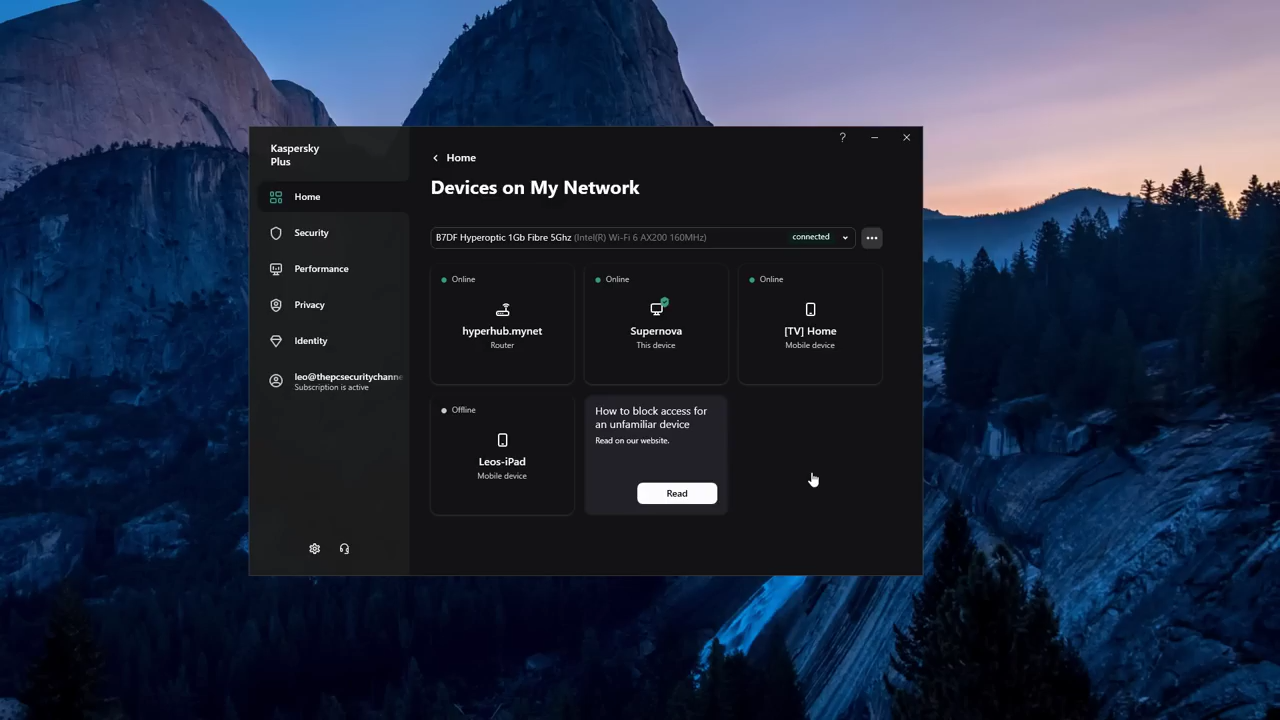 Kaspersky
Plus
Home
Security
Performance
Privacy
Identity
leo@thepcsecuritychanne
Subscription is active
?
Home
Devices on My Network
B7DF Hyperoptic 1Gb Fibre 5Ghz (Intel(R) Wi-Fi 6 AX200 160MHz) connected
Online
hyperhub.mynet
Router
Online
Supernova
This device
Online
[TV] Home
Mobile device
Offline
Leos-iPad
Mobile device
How to block access for
an unfamiliar device
Read on our website.
Read